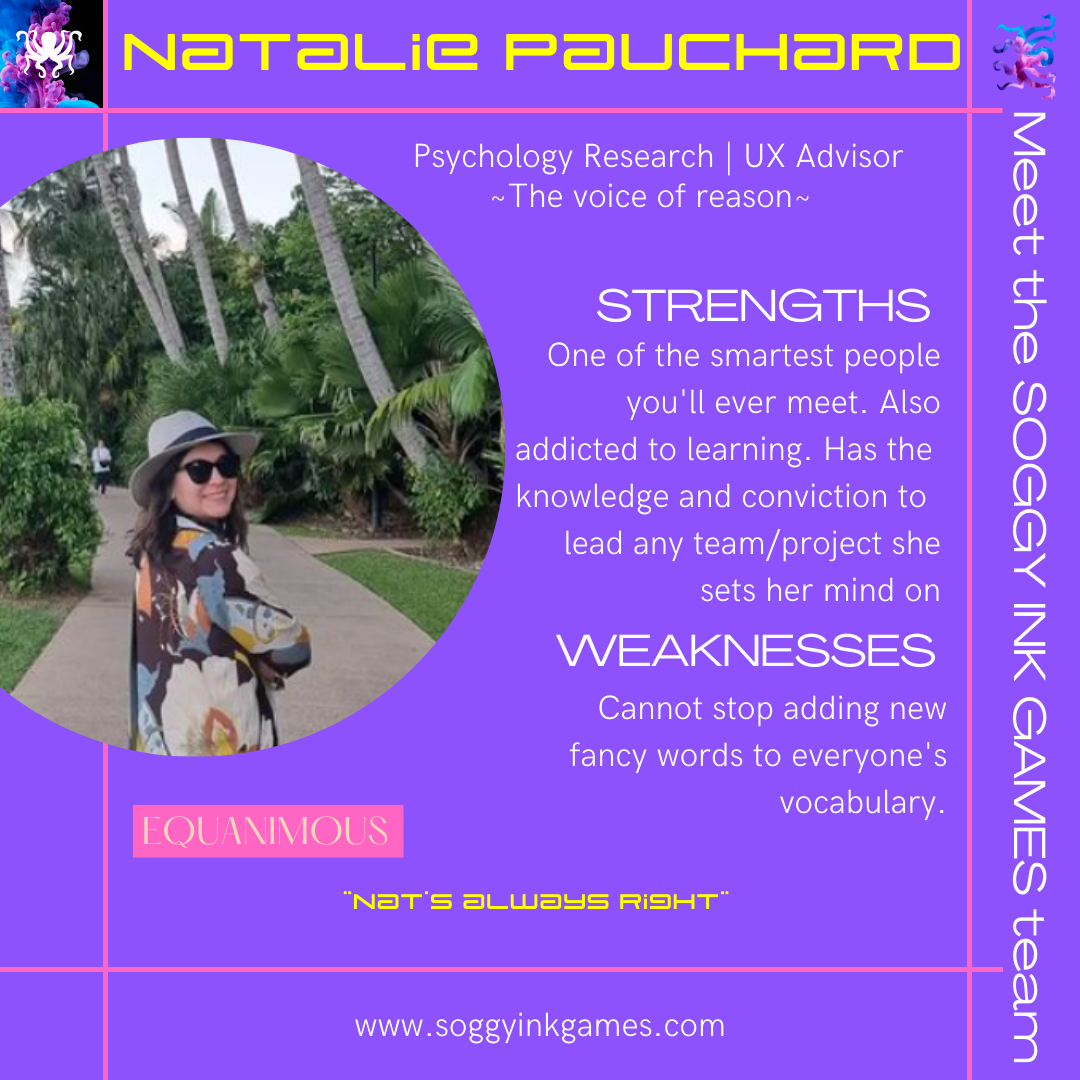 Natalie Pauchard
Psychology Research | UX Advisor
~The voice of reason~
STRENGTHS
One of the smartest people
you'll ever meet. Also
addicted to learning. Has the
knowledge and conviction to
lead any team/project she
sets her mind on
WEAKNESSES
Cannot stop adding new
fancy words to everyone's
vocabulary.
EQUANIMOUS
"Nat's always right"
www.soggyinkgames.com
Meet the SOGGY INK GAMES team